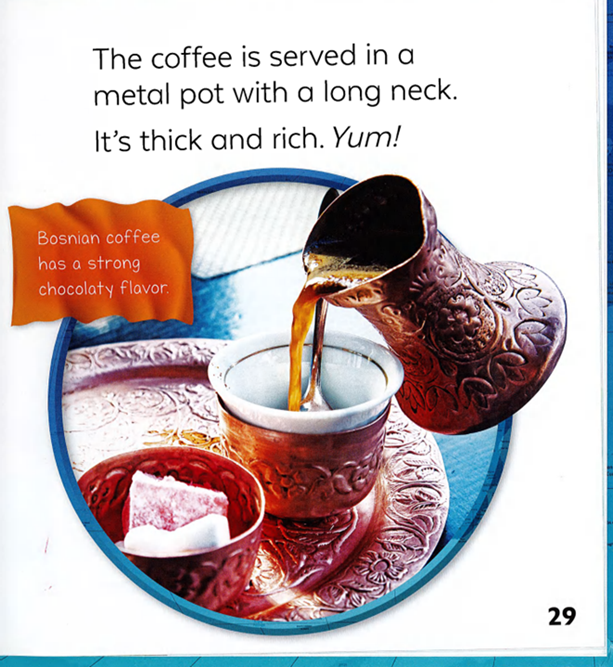 The coffee is served in a
metal pot with a long neck.
It's thick and rich. Yum!
Bosnian coffee
has a strong
chocolaty flavor.
29